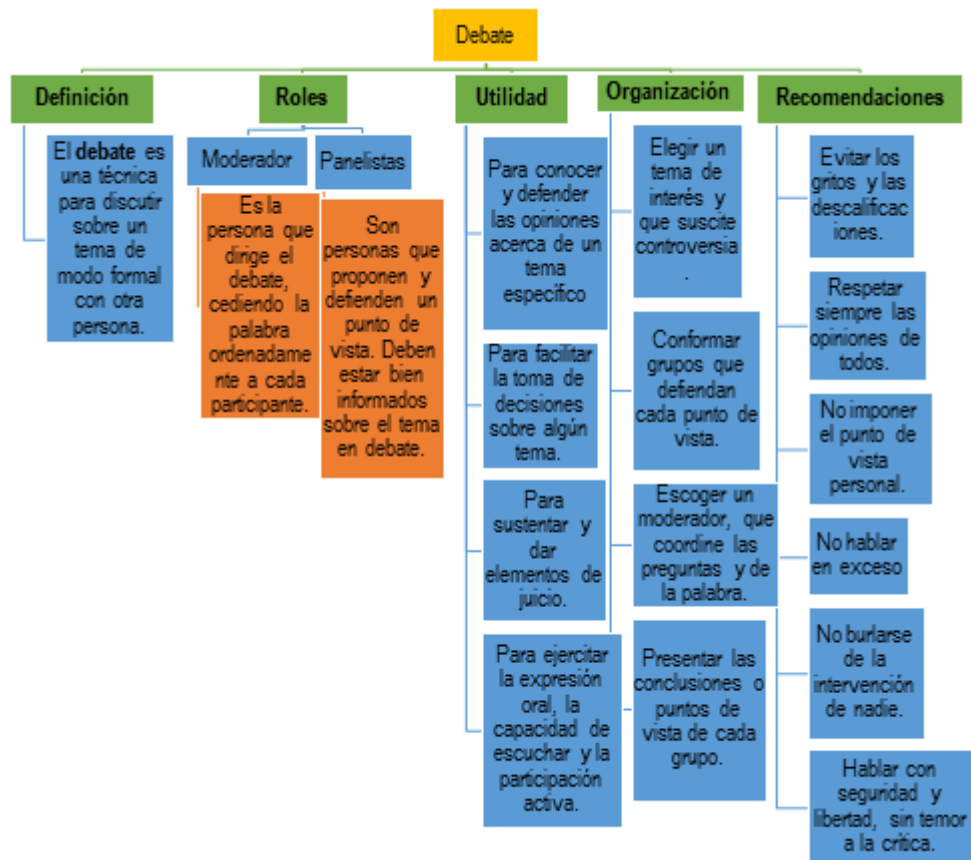 Debate
Definición
El debate es
una técnica
para discutir
sobre un
tema de
modo formal
con otra
persona.
Roles
Moderador
Es la
persona que
dirige el
debate,
cediendo la
palabra
ordenadame
nte a cada
participante.
Panelistas
Son
personas que
proponen y
defienden un
punto de
vista. Deben
estar bien
informados
sobre el tema
en debate.
Utilidad
Para conocer
y defender
las opiniones
acerca de un
tema
específico
Para facilitar
la toma de
decisiones
sobre algún
tema.
Para
sustentar y
dar
elementos de
juicio.
Para ejercitar
la expresión
oral, la
capacidad de
escuchar y la
participación
activa.
Organización
Elegir un
tema de
interés y
que suscite
controversia
.
Conformar
grupos que
defiendan
cada punto de
vista.
Escoger un
moderador, que
coordine las
preguntas y de
la palabra.
Presentar las
conclusiones o
puntos de
vista de cada
grupo.
Recomendaciones
Evitar los
gritos y las
descalificac
iones.
Respetar
siempre las
opiniones de
todos.
No imponer
el punto de
vista
personal.
No hablar
en exceso
No burlarse
de la
intervención
de nadie.
Hablar con
seguridad y
libertad, sin temor
a la crítica.